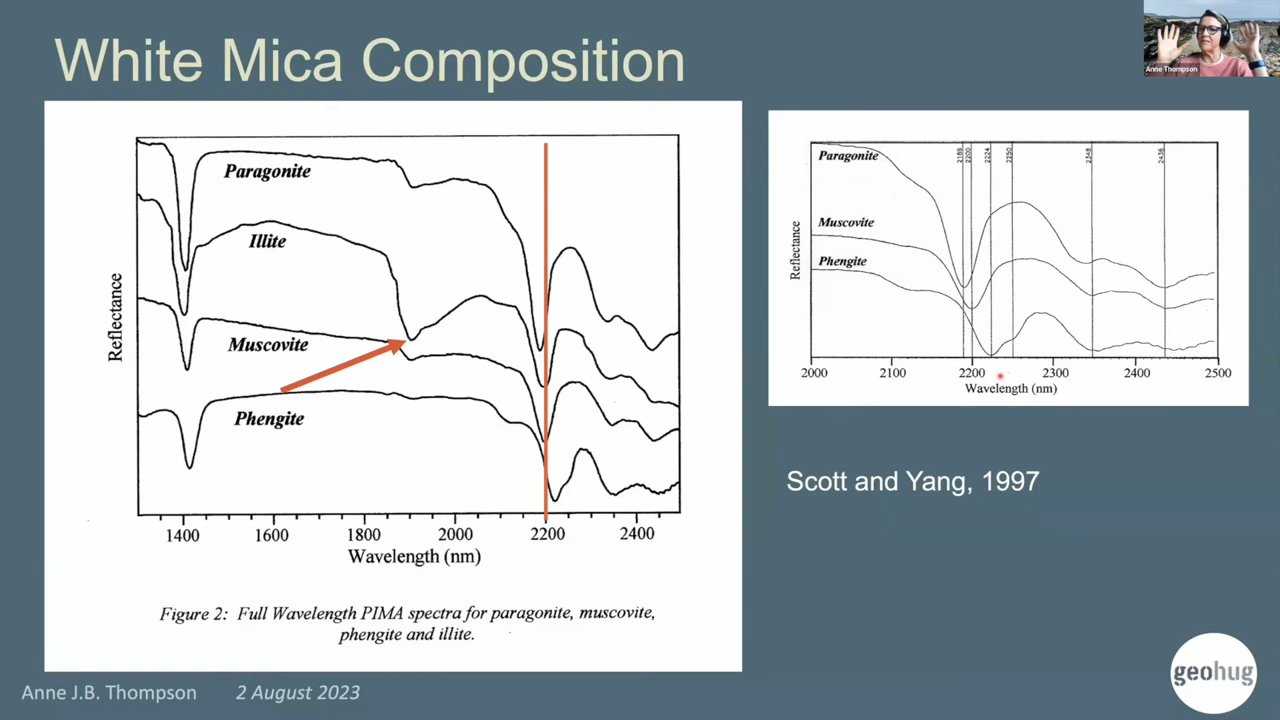 White Mica Composition
Anne Thompson
Paragonite
Illite
Muscovite
Phengite
Reflectance
1400 1600 1800 2000 2200 2400
Wavelength (nm)
Figure 2: Full Wavelength PIMA spectra for paragonite, muscovite,
phengite and illite.
2189 2200 2224 2250 2348 2436
Paragonite
Muscovite
Phengite
Reflectance
2000 2100 2200 2300 2400 2500
Wavelength (nm)
Scott and Yang, 1997
Anne J.B. Thompson 2 August 2023
geohug